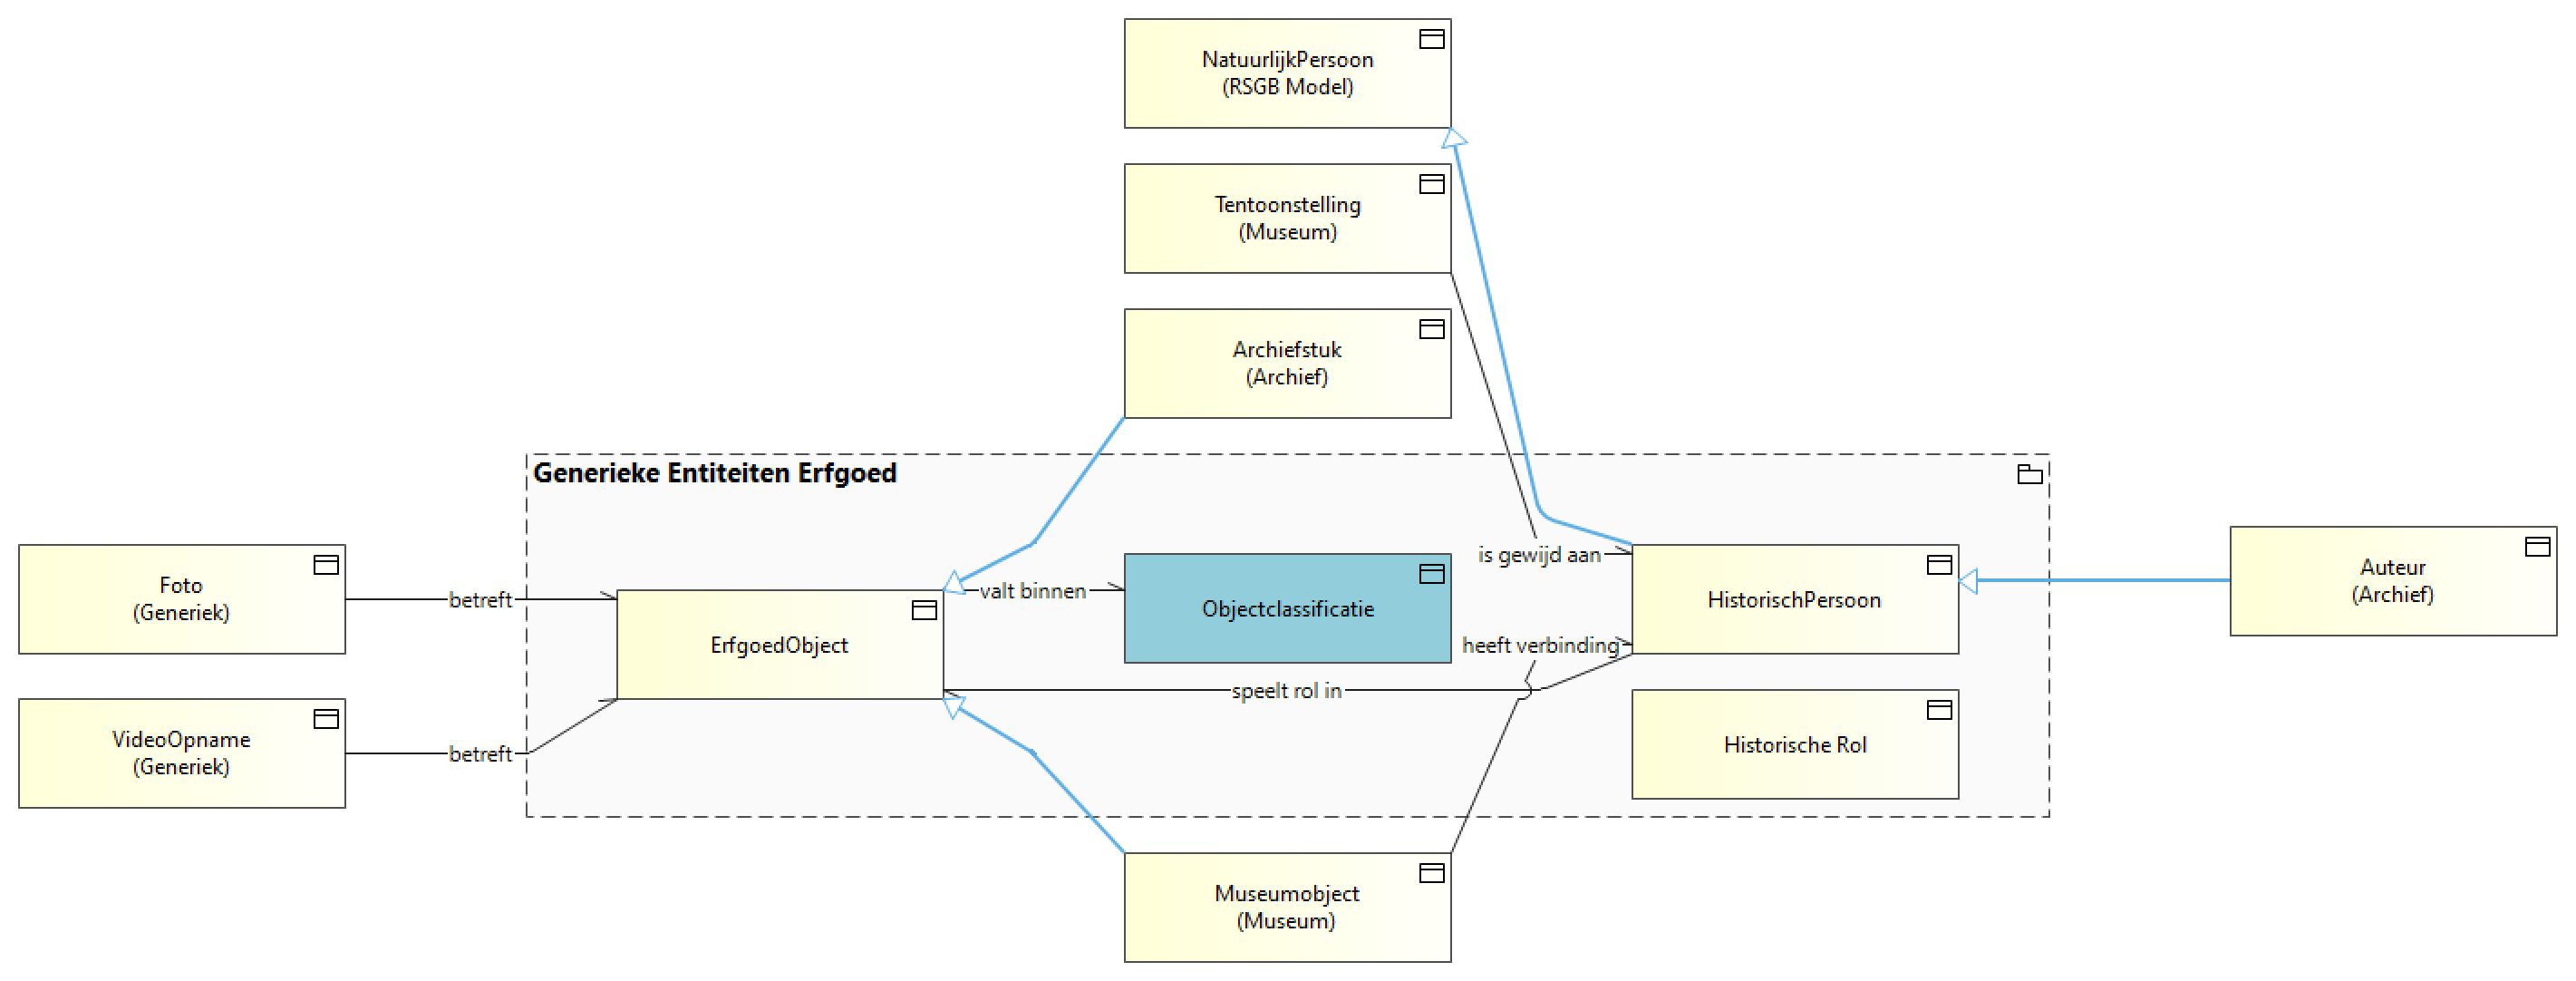 NatuurlijkPersoon
(RSGB Model)
Tentoonstelling
(Museum)
Archiefstuk
(Archief)
Generieke Entiteiten Erfgoed
Foto
(Generiek)
betreft
VideoOpname
(Generiek)
betreft
ErfgoedObject
valt binnen
Objectclassificatie
is gewijd aan
heeft verbinding
speelt rol in
HistorischPersoon
Historische Rol
Auteur
(Archief)
Museumobject
(Museum)